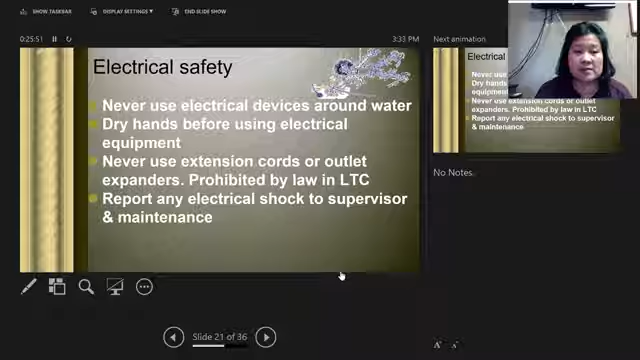 SHOW TASKBAR
DISPLAY SETTINGS ▾
END SLIDE SHOW
0:25:51
3:33 PM
Electrical safety
Never use electrical devices around water
Dry hands before using electrical
equipment
Never use extension cords or outlet
expanders. Prohibited by law in LTC
Report any electrical shock to supervisor
& maintenance
Slide 21 of 36
Next animation
Electrical
Never use
Dry hands
equipment
Never use extension cords or outlet
expanders. Prohibited by law in LTC
Report any electrical shock to supervisor
& maintenance
No Notes.
A A